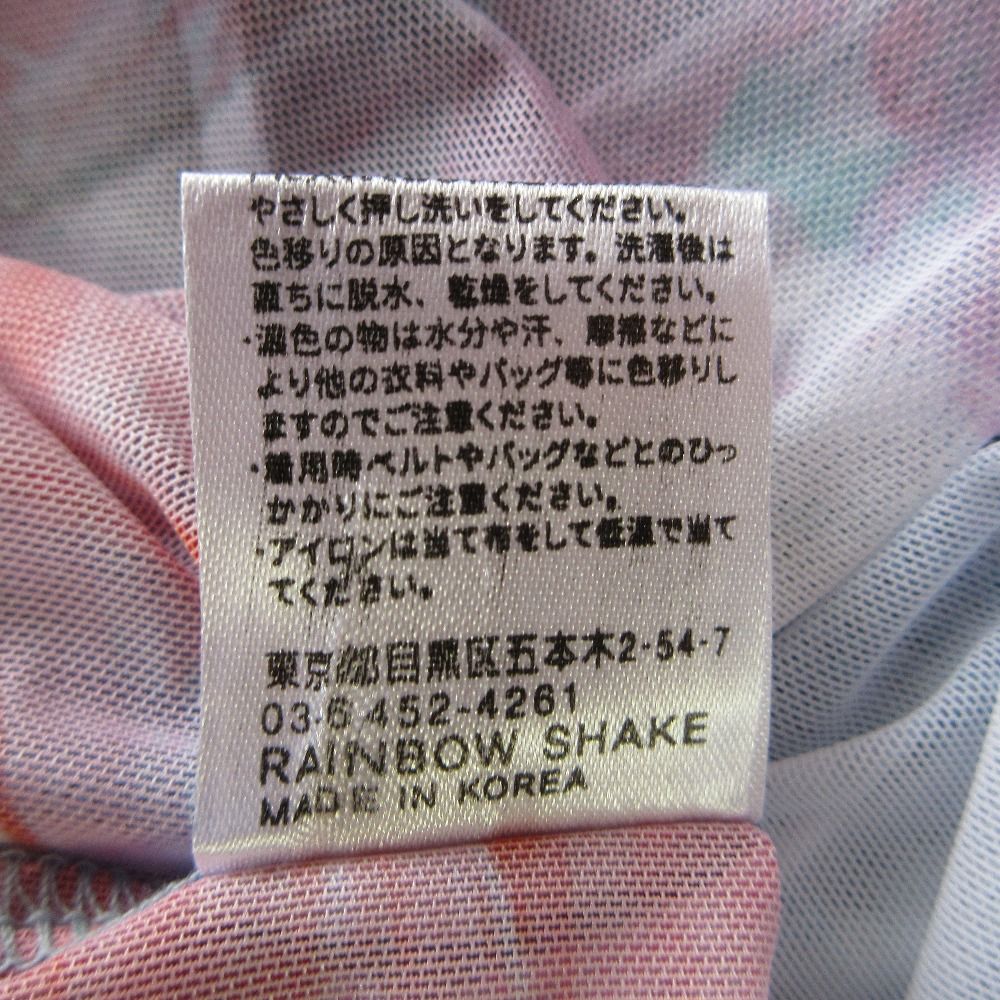 やさしく押し洗いをしてください。
色移りの原因となります。洗濯後は
直ちに脱水、乾燥をしてください。
・濃色の物は水分や汗、摩擦などに
より他の衣料やバッグ等に色移りし
ますのでご注意ください。
・着用時ベルトやバッグなどとのひっ
かかりにご注意ください。
・アイロンは当て布をして低温で当て
てください。
東京都目黒区五本木2-54-7
03-6452-4261
RAINBOW SHAKE
MADE IN KOREA